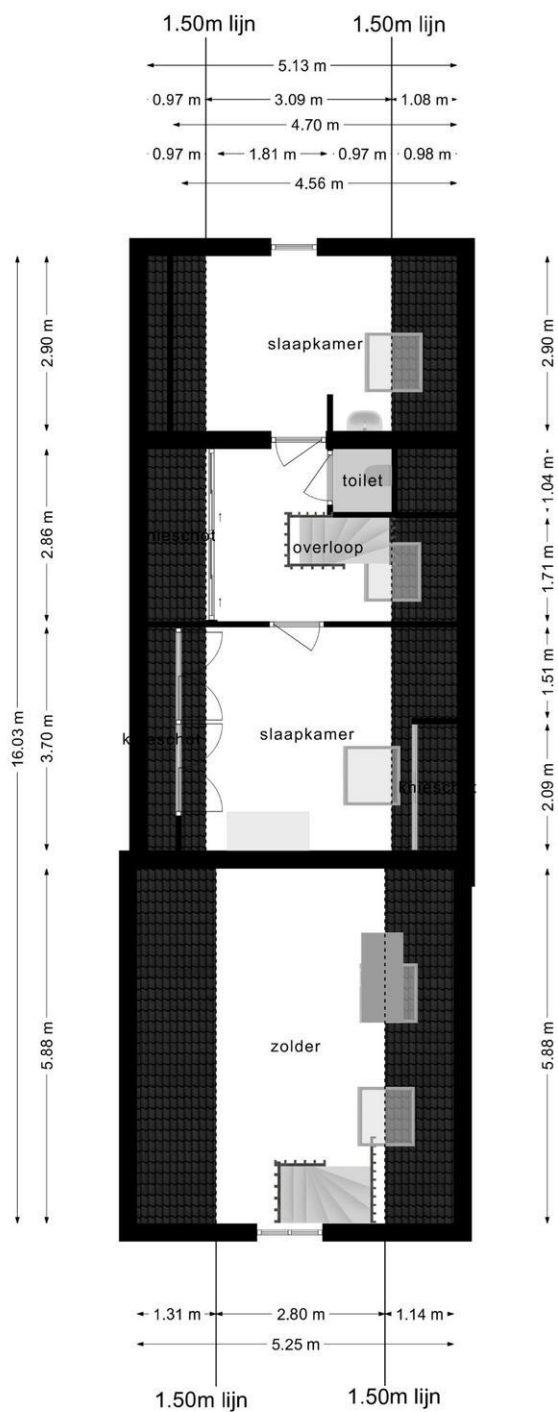 1.50m lijn 1.50m lijn
5.13 m
0.97 m 3.09 m 1.08 m
4.70 m
0.97 m 1.81 m 0.97 m 0.98 m
4.56 m
slaapkamer
2.90 m 2.90 m
toilet
1.04 m
knieschot
overloop
2.86 m
1.71 m
1.51 m
16.03 m
3.70 m
knieschot
slaapkamer
knieschot
2.09 m
zolder
5.88 m 5.88 m
1.31 m 2.80 m 1.14 m
5.25 m
1.50m lijn 1.50m lijn